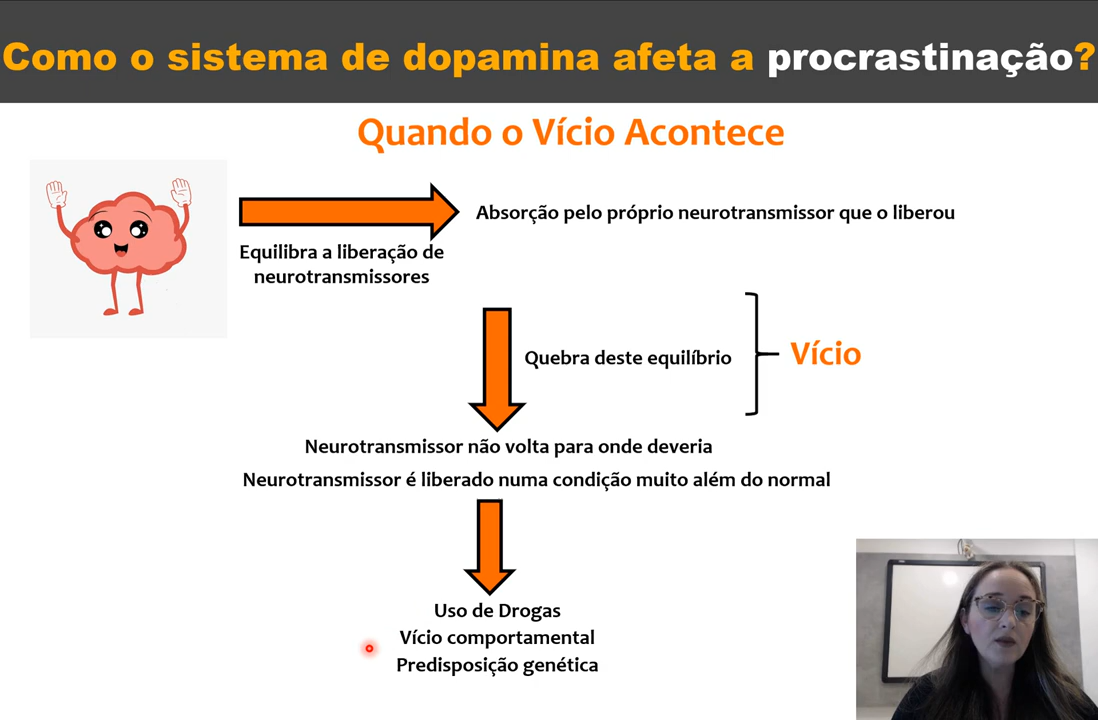 Como o sistema de dopamina afeta a procrastinação?
Quando o Vício Acontece
Absorção pelo próprio neurotransmissor que o liberou
Equilibra a liberação de
neurotransmissores
Quebra deste equilíbrio
Vício
Neurotransmissor não volta para onde deveria
Neurotransmissor é liberado numa condição muito além do normal
Uso de Drogas
Vício comportamental
Predisposição genética